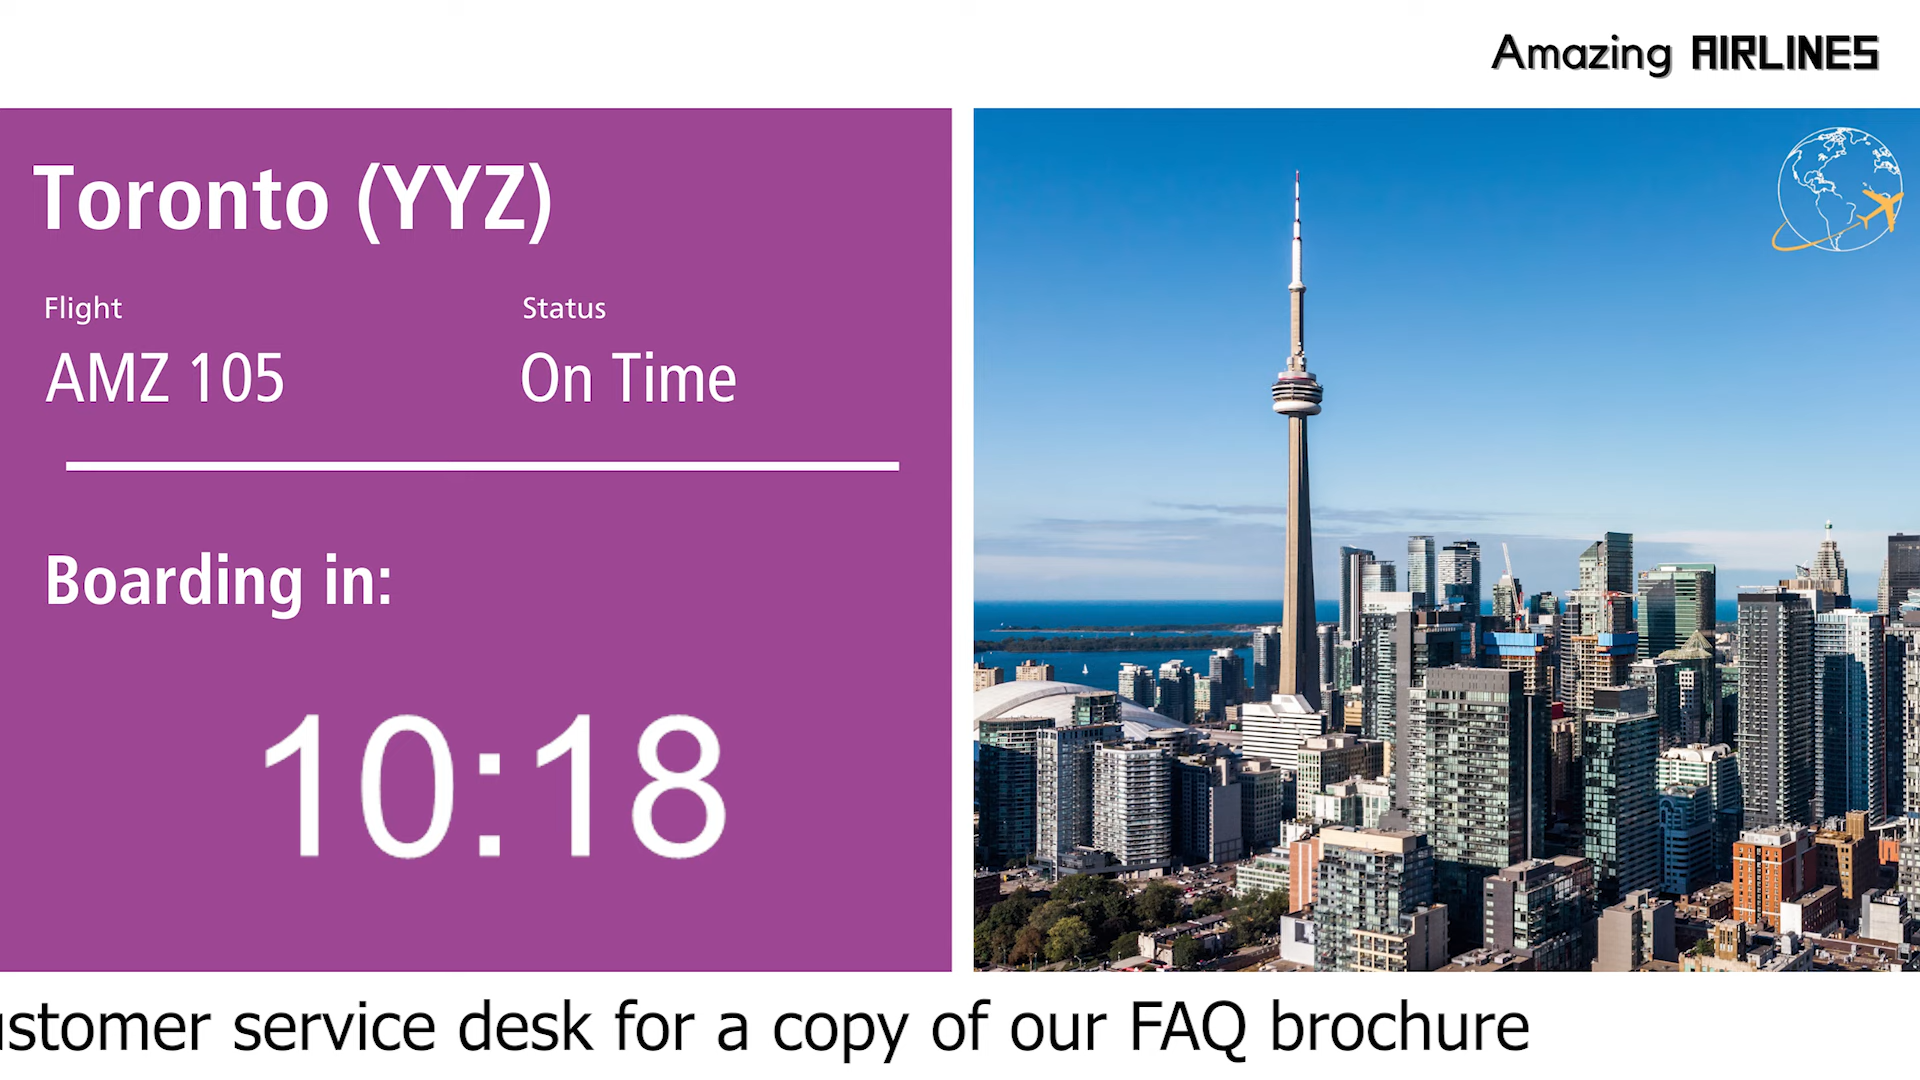 Amazing AIRLINES
Toronto (YYZ)
Flight
Status
AMZ 105
On Time
Boarding in:
10:18
service desk for a copy of our FAQ brochure